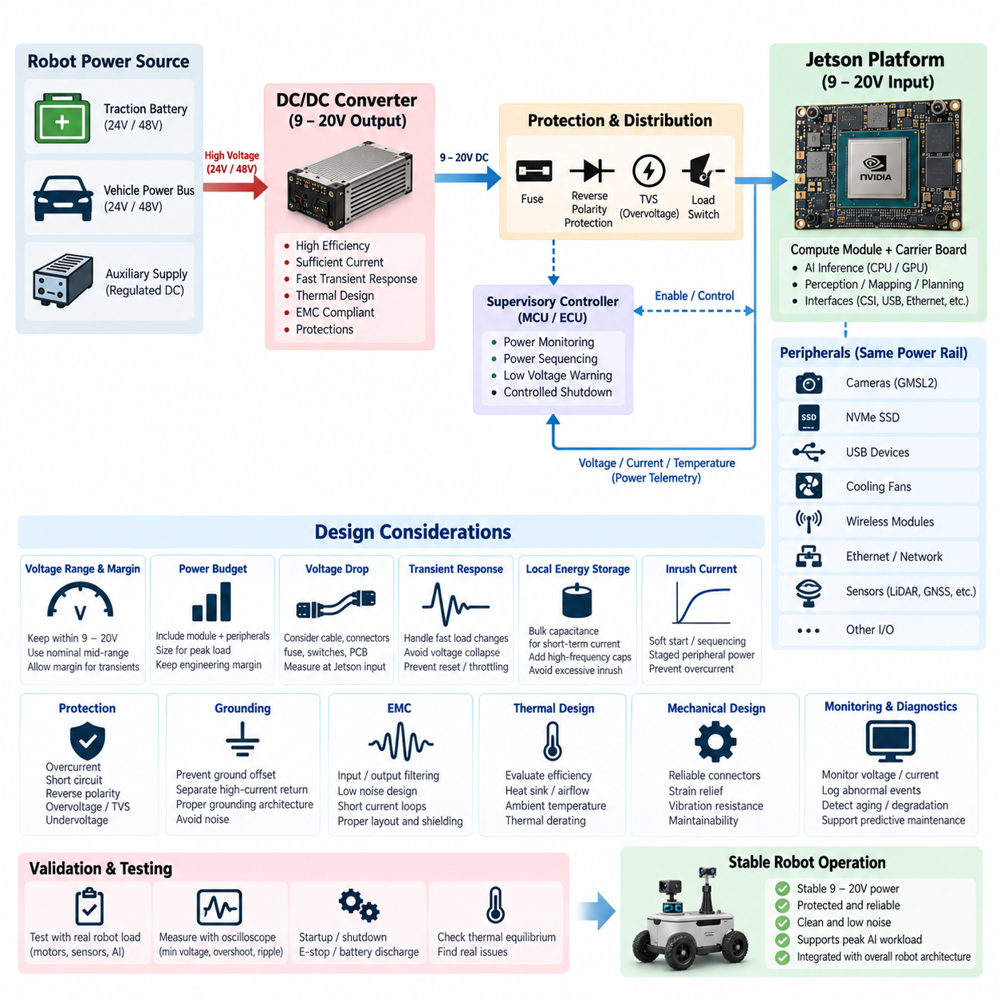 Robot Power Source
Traction Battery
(24V / 48V)
Vehicle Power Bus
(24V / 48V)
Auxiliary Supply
(Regulated DC)
High Voltage
(24V / 48V)
DC/DC Converter
(9 – 20V Output)
• High Efficiency
• Sufficient Current
• Fast Transient Response
• Thermal Design
• EMC Compliant
• Protections
9 – 20V DC
Protection & Distribution
Fuse
Reverse
Polarity
Protection
TVS
(Overvoltage)
Load
Switch
Supervisory Controller
(MCU / ECU)
• Power Monitoring
• Power Sequencing
• Low Voltage Warning
• Controlled Shutdown
Enable / Control
Voltage / Current / Temperature
(Power Telemetry)
Jetson Platform
(9 – 20V Input)
NVIDIA
Compute Module + Carrier Board
• AI Inference (CPU / GPU)
• Perception / Mapping / Planning
• Interfaces (CSI, USB, Ethernet, etc.)
Peripherals (Same Power Rail)
Cameras (GMSL2)
SSD
NVMe SSD
USB Devices
Cooling Fans
Wireless Modules
Ethernet / Network
Sensors (LiDAR, GNSS, etc.)
Other I/O
Design Considerations
Voltage Range & Margin
V
Keep within 9 – 20V
Use nominal mid-range
Allow margin for transients
Power Budget
Include module + peripherals
Size for peak load
Keep engineering margin
Voltage Drop
Consider cable, connectors
fuse, switches, PCB
Measure at Jetson input
Transient Response
Handle fast load changes
Avoid voltage collapse
Prevent reset / throttling
Local Energy Storage
Bulk capacitance
for short-term current
Add high-frequency caps
Avoid excessive inrush
Inrush Current
Soft start / sequencing
Staged peripheral power
Prevent overcurrent
Protection
Overcurrent
Short circuit
Reverse polarity
Overvoltage / TVS
Undervoltage
Grounding
Prevent ground offset
Separate high-current return
Proper grounding architecture
Avoid noise
EMC
Input / output filtering
Low noise design
Short current loops
Proper layout and shielding
Thermal Design
Evaluate efficiency
Heat sink / airflow
Ambient temperature
Thermal derating
Mechanical Design
Reliable connectors
Strain relief
Vibration resistance
Maintainability
Monitoring & Diagnostics
Monitor voltage / current
Log abnormal events
Detect aging / degradation
Support predictive maintenance
Validation & Testing
Test with real robot load
(motors, sensors, AI)
Measure with oscilloscope
(min voltage, overshoot, ripple)
Startup / shutdown
E-stop / battery discharge
Check thermal equilibrium
Find real issues
Stable Robot Operation
Stable 9 – 20V power
Protected and reliable
Clean and low noise
Supports peak AI workload
Integrated with overall robot architecture